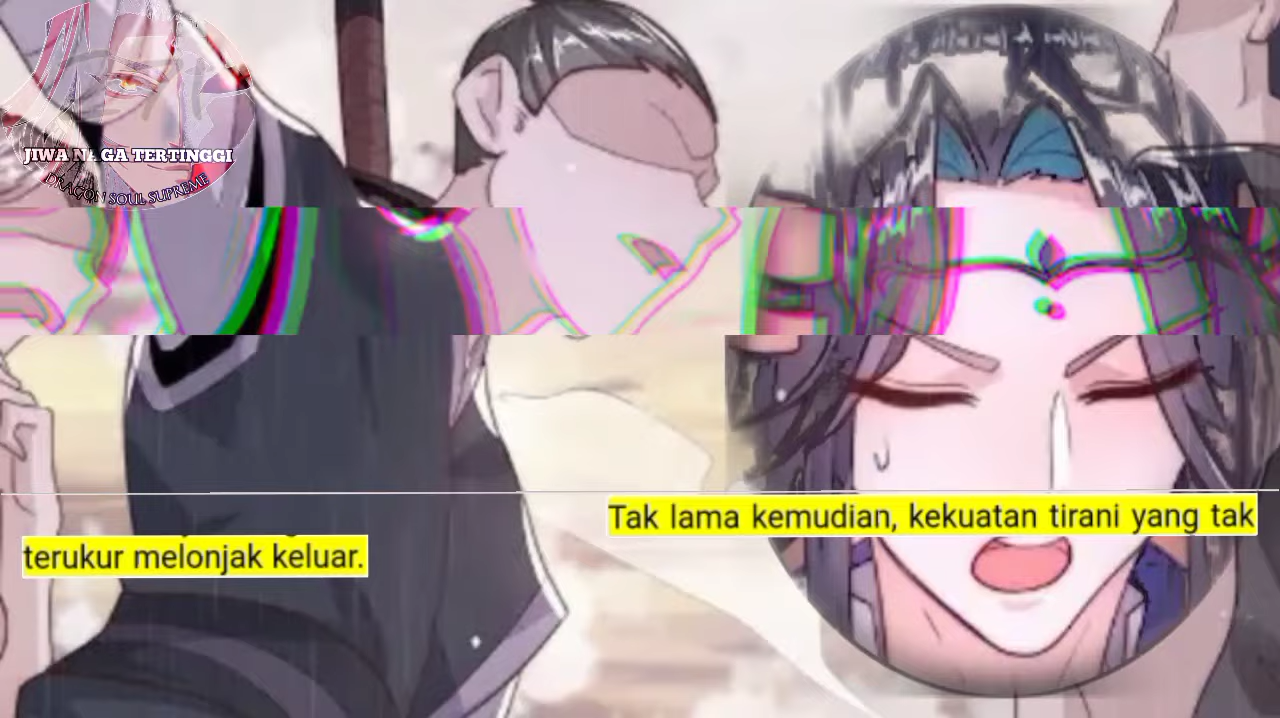 JIWA NAGA TERTINGGI
DRAGON SOUL SUPREME
Tak lama kemudian, kekuatan tirani yang tak
terukur melonjak keluar.